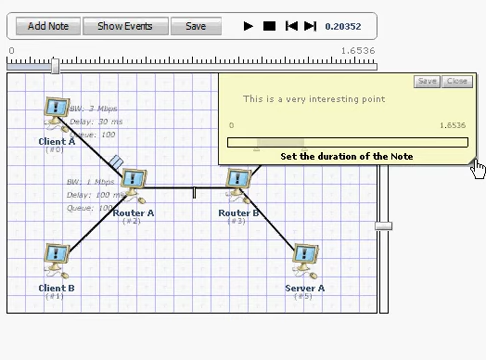 Add Note Show Events Save 0.20352
0 1.6536
Save Close
This is a very interesting point
0 1.6536
Set the duration of the Note
BW: 3 Mbps
Delay: 30 ms
Queue: 100
Client A
(#0)
BW: 1 Mbps
Delay: 100 ms
Queue: 100
Router A
(#2)
Router B
(#3)
Client B
(#1)
Server A
(#5)